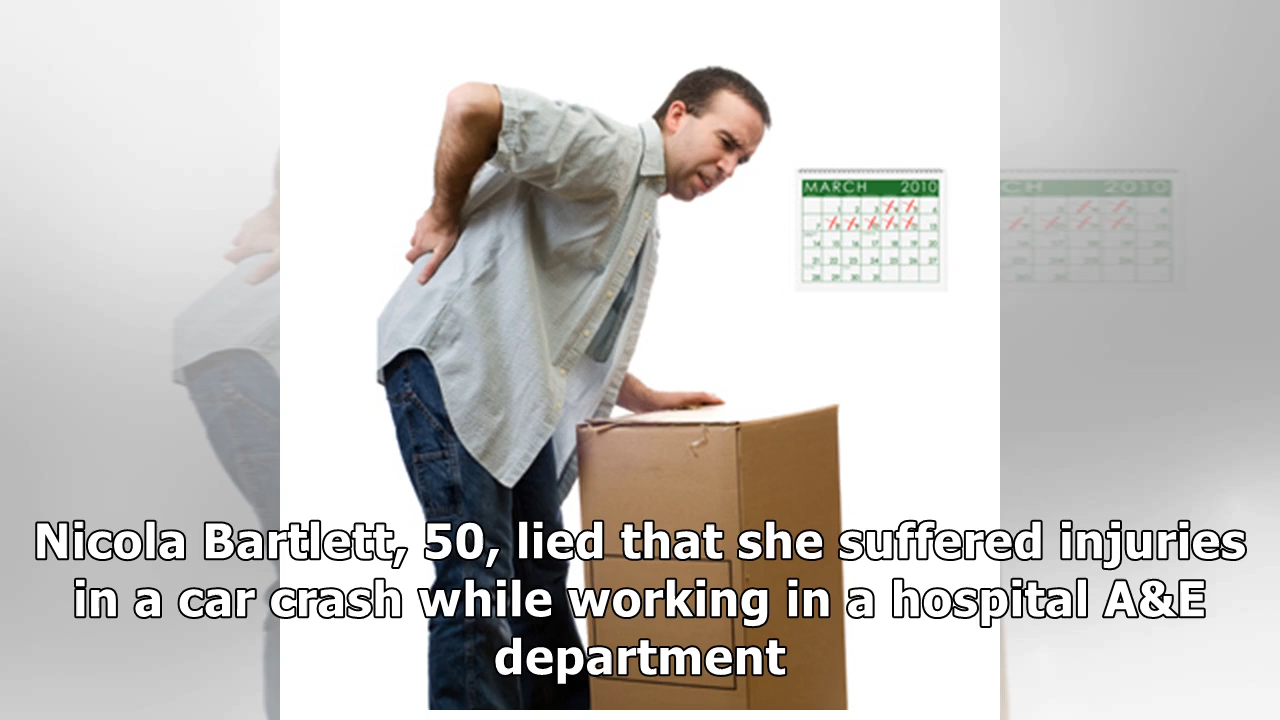 MARCH 2010
Nicola Bartlett, 50, lied that she suffered injuries
in a car crash while working in a hospital A&E
department